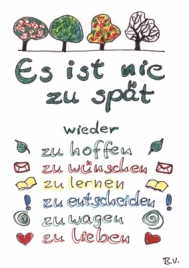 Es ist nie
zu spät
wieder
zu hoffen
zu wünschen
zu lernen
! zu entscheiden !
zu wagen
zu lieben
B.V.